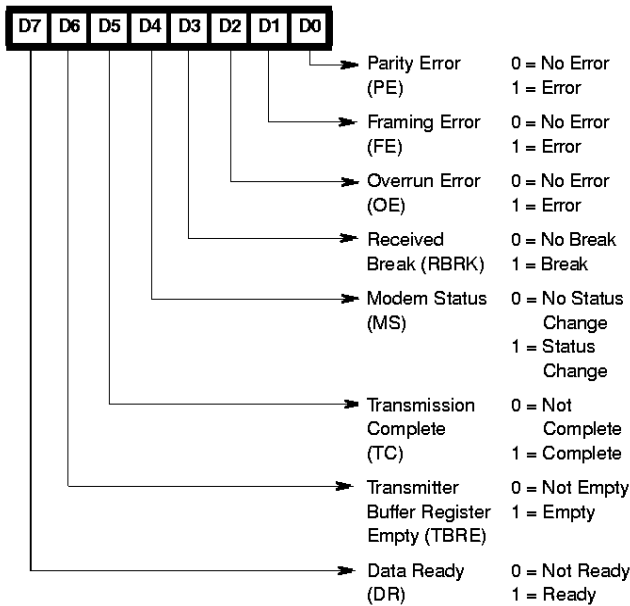 D7 D6 D5 D4 D3 D2 D1 D0
Parity Error 0 = No Error
(PE) 1 = Error
Framing Error 0 = No Error
(FE) 1 = Error
Overrun Error 0 = No Error
(OE) 1 = Error
Received 0 = No Break
Break (RBRK) 1 = Break
Modem Status 0 = No Status
(MS) Change
1 = Status
Change
Transmission 0 = Not
Complete Complete
(TC) 1 = Complete
Transmitter 0 = Not Empty
Buffer Register 1 = Empty
Empty (TBRE)
Data Ready 0 = Not Ready
(DR) 1 = Ready